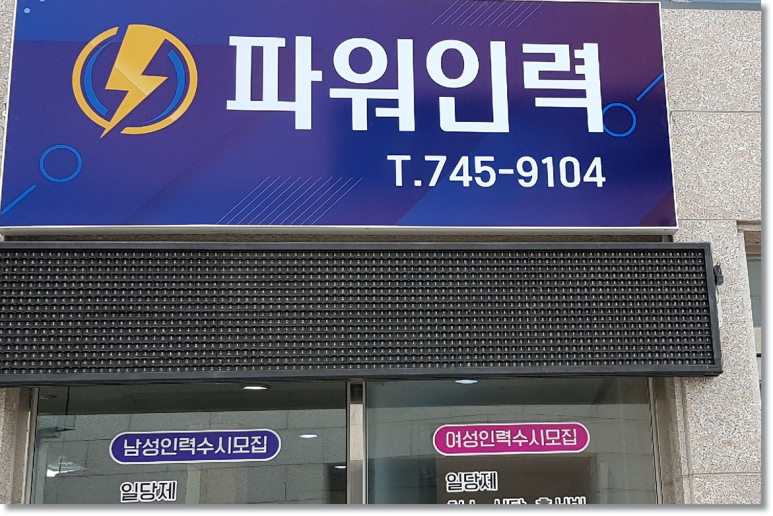 파워인력
T.745-9104
남성인력수시모집
여성인력수시모집
일당제
일당제